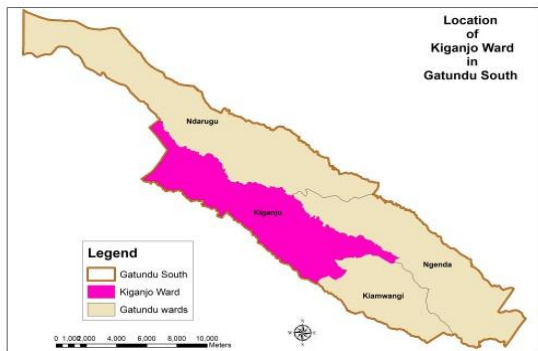 Location
of
Kiganjo Ward
in
Gatundu South
Ndarugu
Kiganjo
Ngenda
Kiamwangi
Legend
Gatundu South
Kiganjo Ward
Gatundu wards
0 1,000 2,000 4,000 6,000 8,000 10,000
Meters